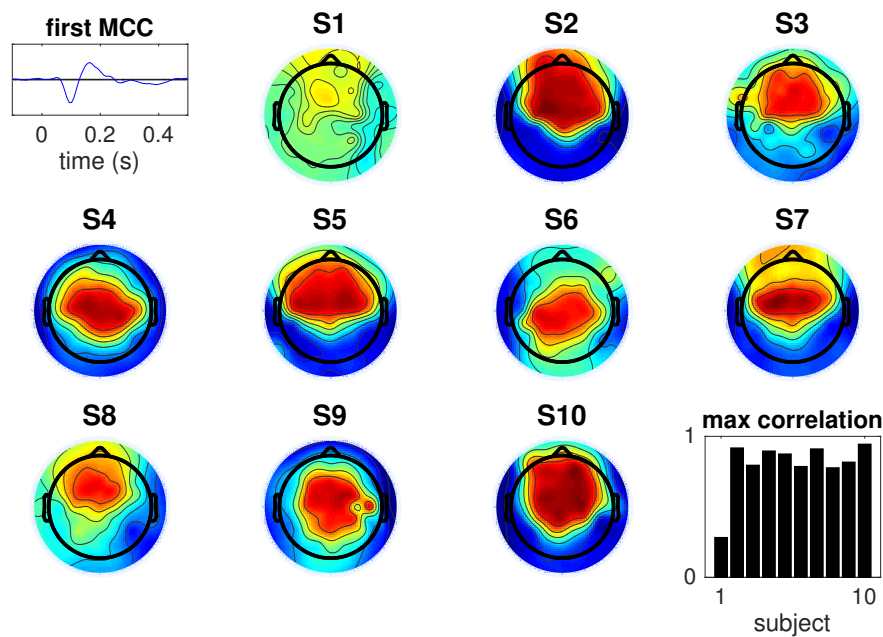 first MCC
0
0.2
0.4
time (s)
S1
S2
S3
S4
S5
S6
S7
S8
S9
S10
max correlation
1
0
1
10
subject